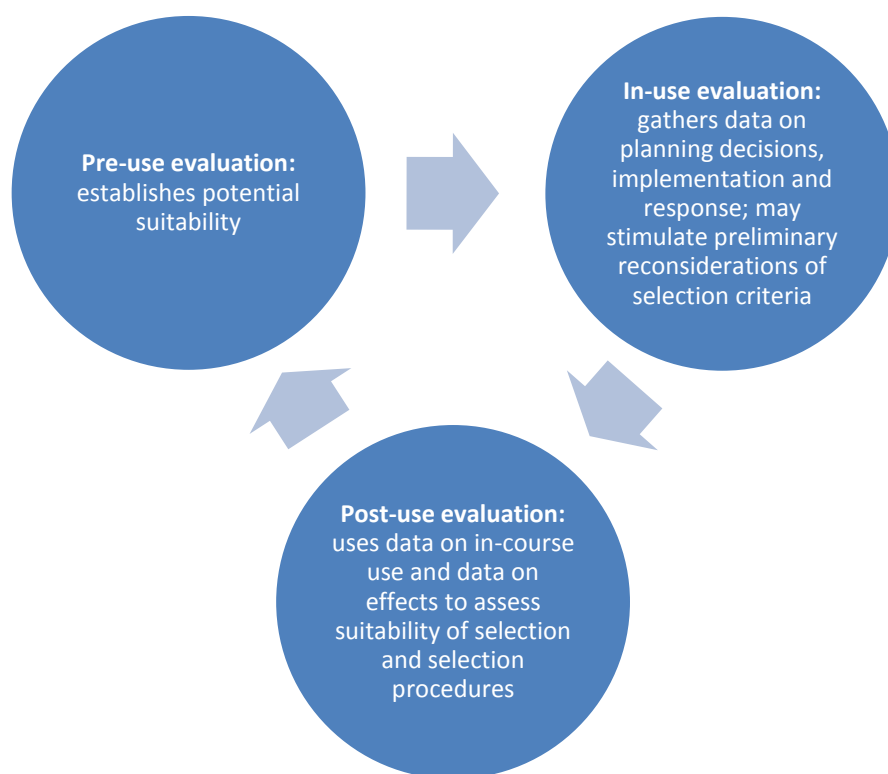 Pre-use evaluation:
establishes potential
suitability
In-use evaluation:
gathers data on
planning decisions,
implementation and
response; may
stimulate preliminary
reconsiderations of
selection criteria
Post-use evaluation:
uses data on in-course
use and data on
effects to assess
suitability of selection
and selection
procedures